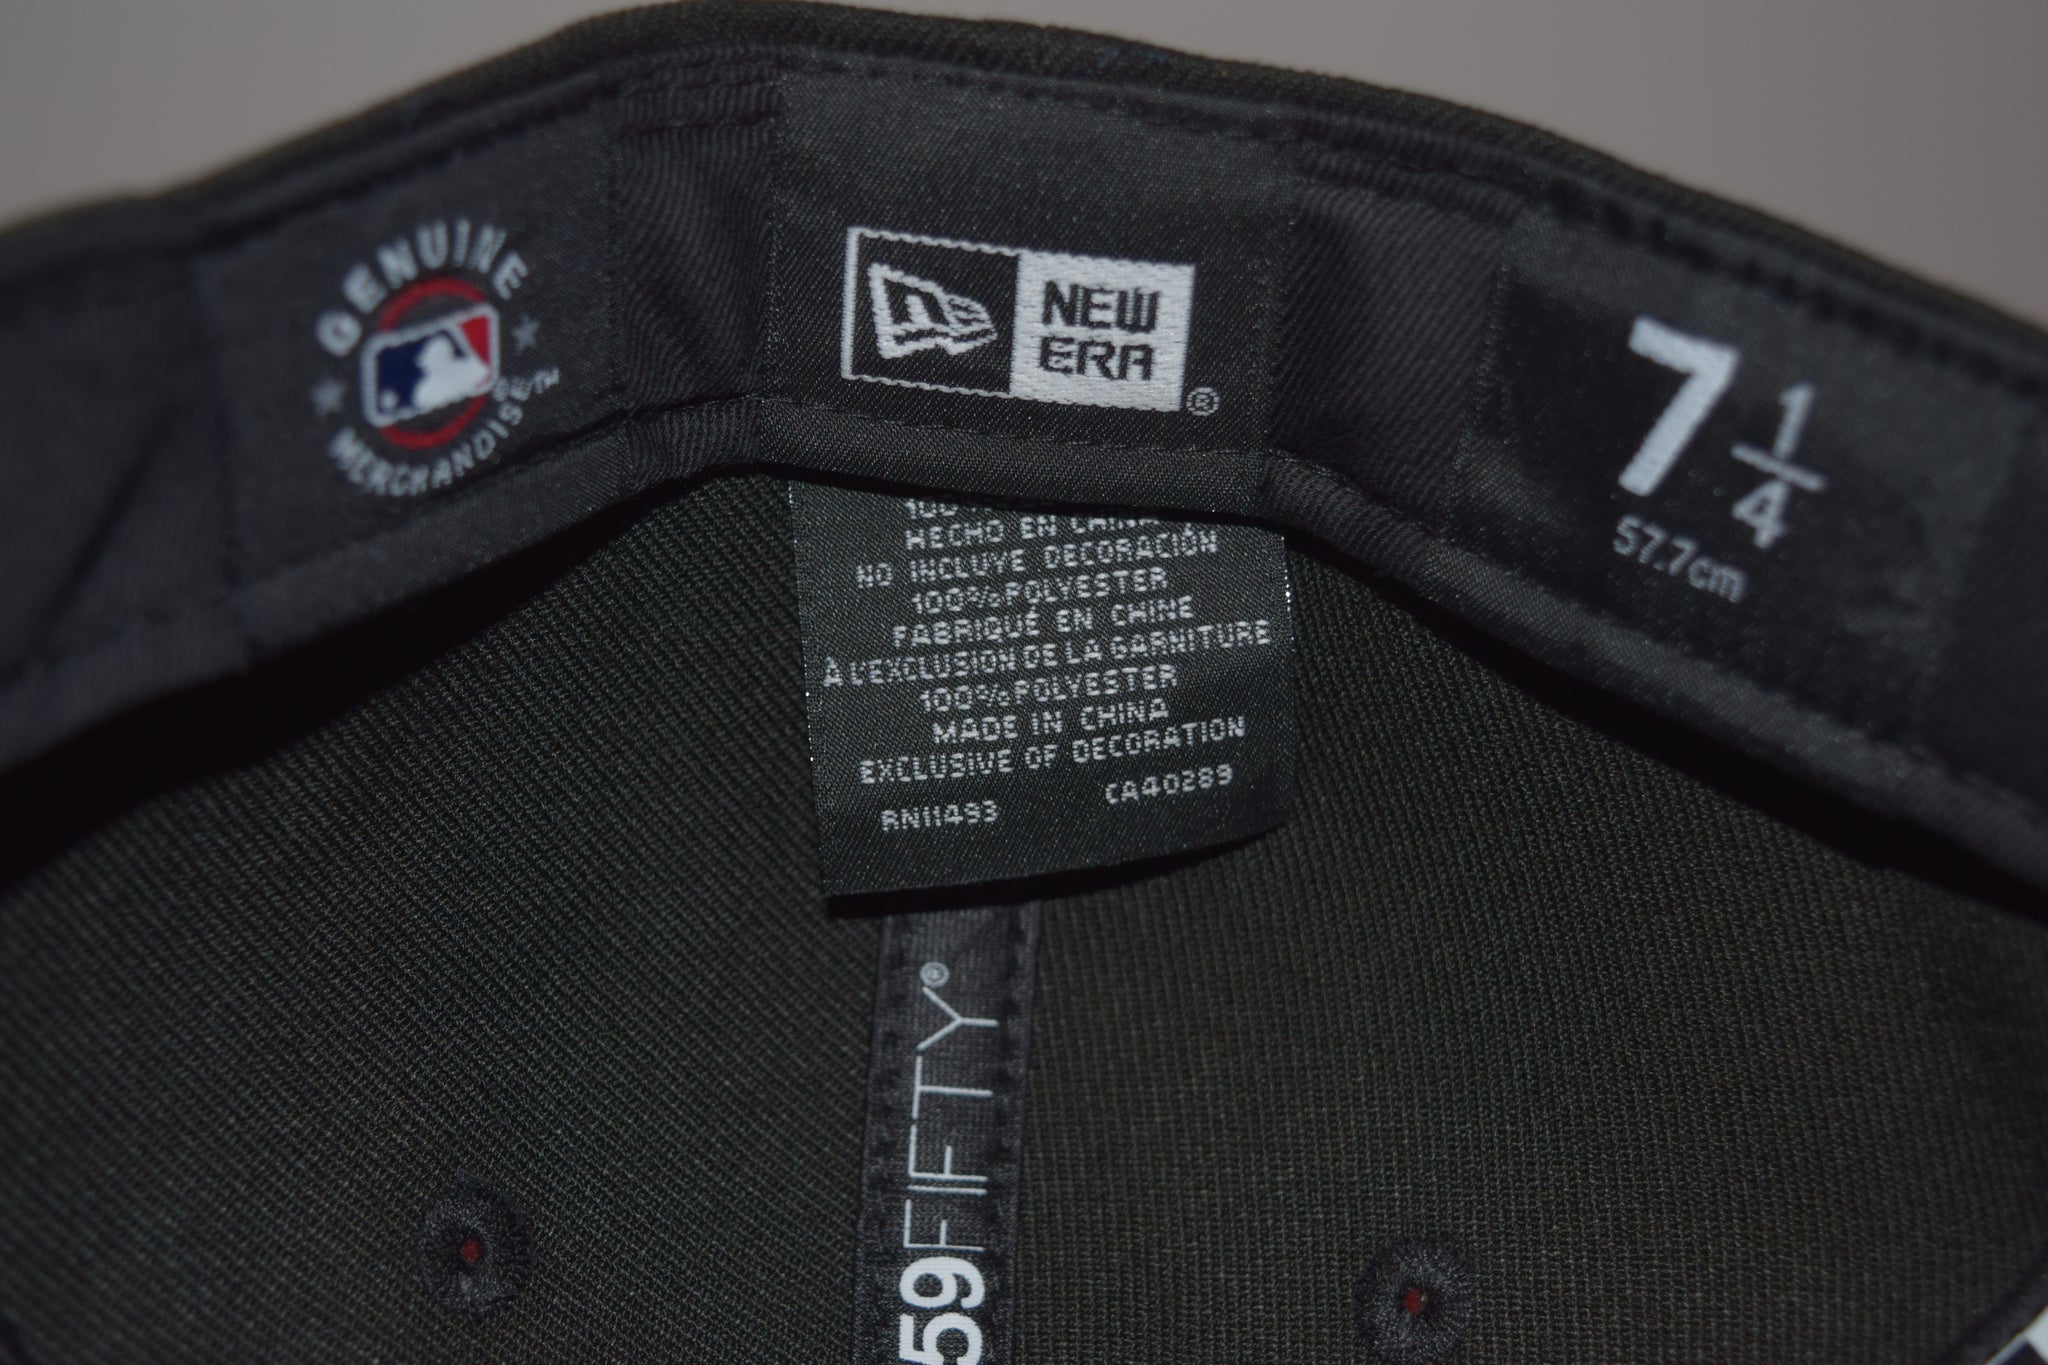 GENUINE
MERCHANDISE
NE
NEW
ERA
®
7 1/4
57.7cm
HECHO EN CHINA
NO INCLUYE DECORACIÓN
100% POLYESTER
FABRIQUÉ EN CHINE
À L'EXCLUSION DE LA GARNITURE
100% POLYESTER
MADE IN CHINA
EXCLUSIVE OF DECORATION
RN11493 CA40289
59FIFTY®